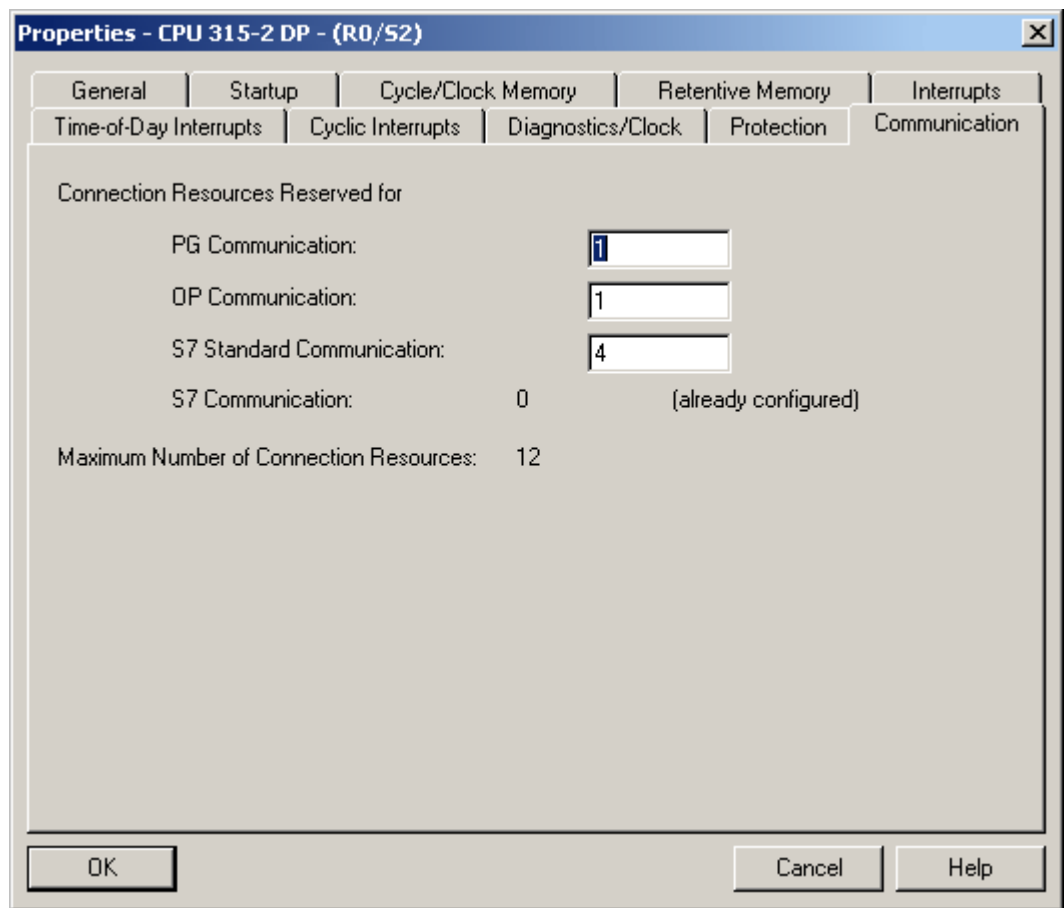 Properties - CPU 315-2 DP - (R0/S2)
General Startup Cycle/Clock Memory Retentive Memory Interrupts
Time-of-Day Interrupts Cyclic Interrupts Diagnostics/Clock Protection Communication
Connection Resources Reserved for
PG Communication: 1
OP Communication: 1
S7 Standard Communication: 4
S7 Communication: 0 (already configured)
Maximum Number of Connection Resources: 12
OK Cancel Help